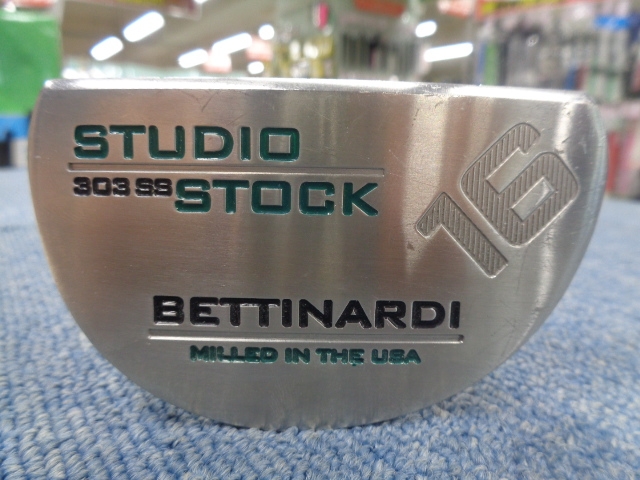 STUDIO
303 SS STOCK
16
BETTINARDI
MILLED IN THE USA